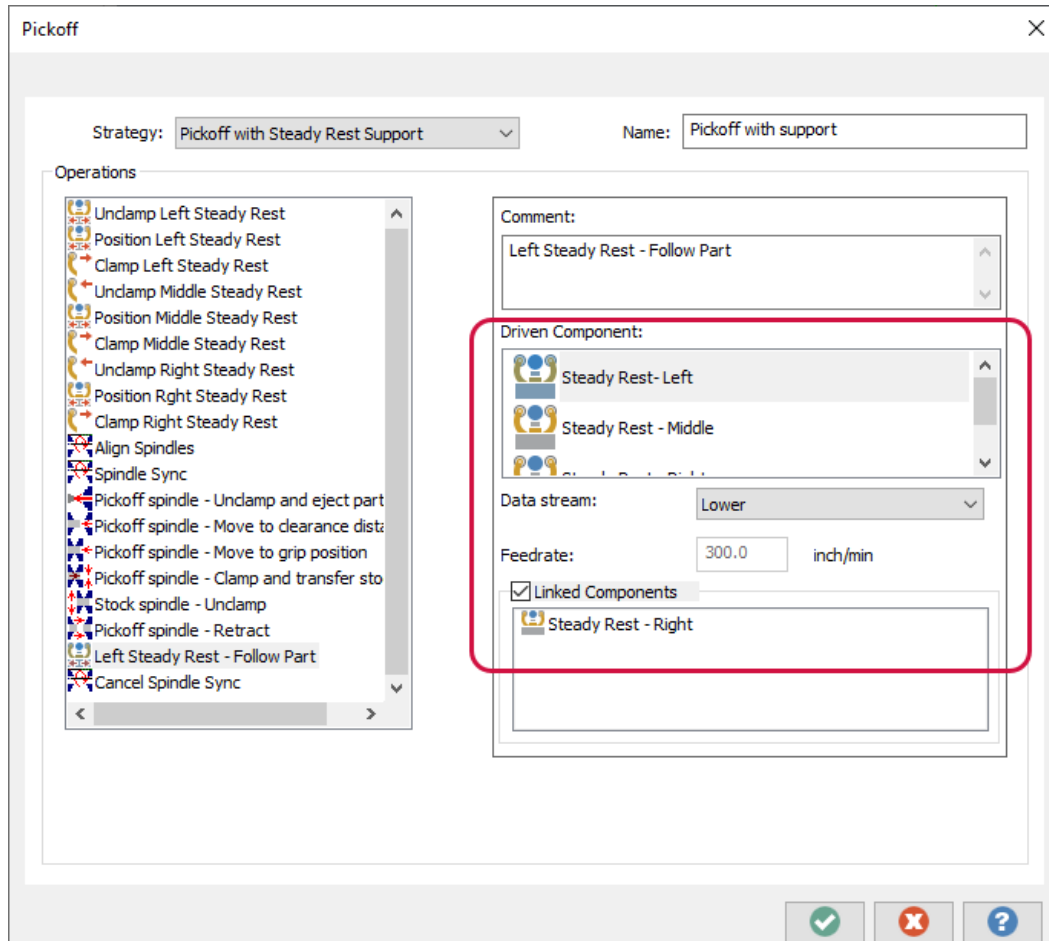 Pickoff
Strategy: Pickoff with Steady Rest Support Name: Pickoff with support
Operations
Unclamp Left Steady Rest
Position Left Steady Rest
Clamp Left Steady Rest
Unclamp Middle Steady Rest
Position Middle Steady Rest
Clamp Middle Steady Rest
Unclamp Right Steady Rest
Position Rght Steady Rest
Clamp Right Steady Rest
Align Spindles
Spindle Sync
Pickoff spindle - Unclamp and eject part
Pickoff spindle - Move to clearance dista
Pickoff spindle - Move to grip position
Pickoff spindle - Clamp and transfer sto
Stock spindle - Unclamp
Pickoff spindle - Retract
Left Steady Rest - Follow Part
Cancel Spindle Sync
Comment:
Left Steady Rest - Follow Part
Driven Component:
Steady Rest- Left
Steady Rest - Middle
Data stream: Lower
Feedrate: 300.0 inch/min
Linked Components
Steady Rest - Right